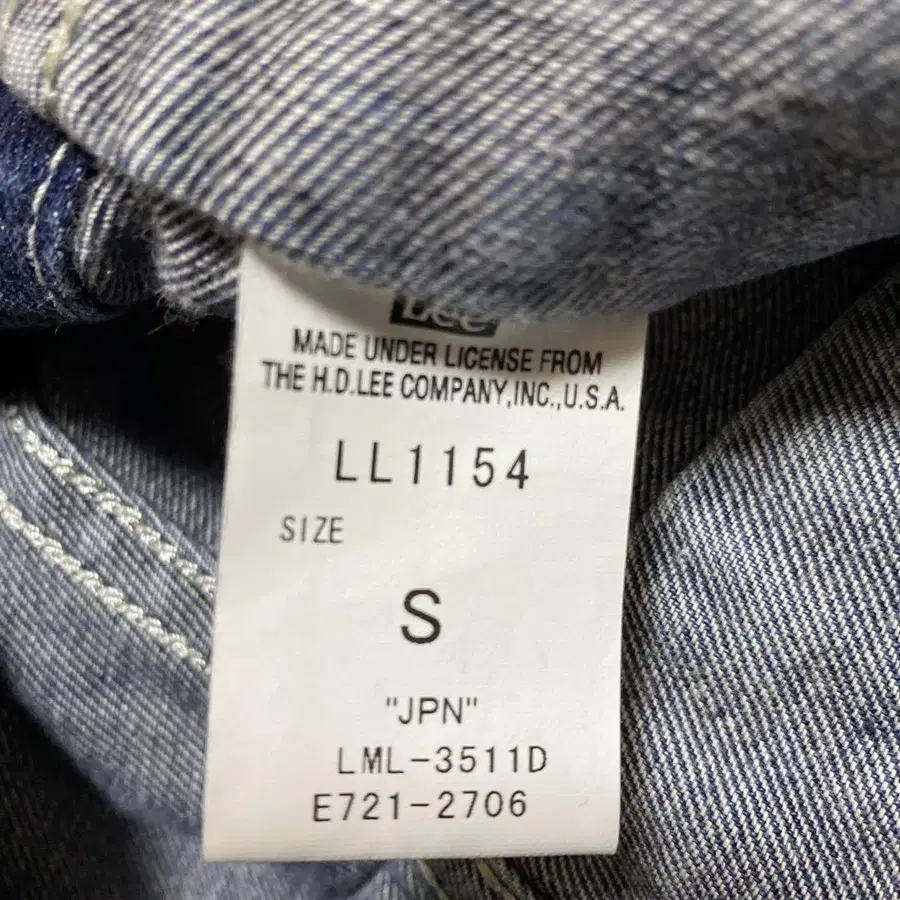 Lee
MADE UNDER LICENSE FROM
THE H.D.LEE COMPANY,INC.,U.S.A.
LL1154
SIZE
S
"JPN"
LML-3511D
E721-2706